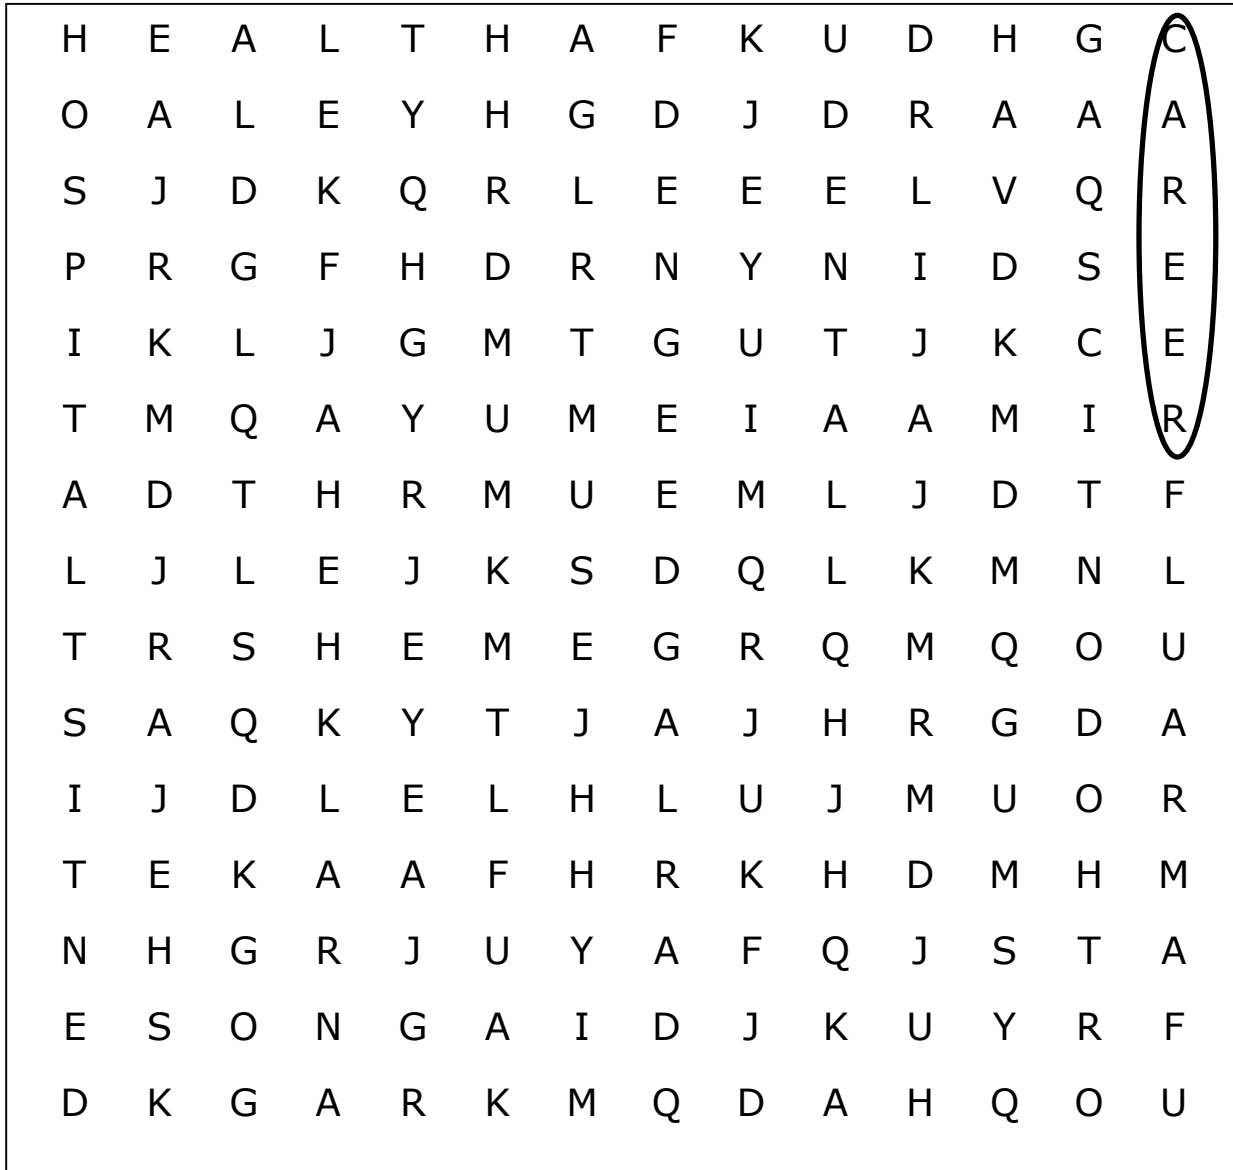 H E A L T H A F K U D H G C
O A L E Y H G D J D R A A A
S J D K Q R L E E E L V Q R
P R G F H D R N Y N I D S E
I K L J G M T G U T J K C E
T M Q A Y U M E I A A M I R
A D T H R M U E M L J D T F
L J L E J K S D Q L K M N L
T R S H E M E G R Q M Q O U
S A Q K Y T J A J H R G D A
I J D L E L H L U J M U O R
T E K A A F H R K H D M H M
N H G R J U Y A F Q J S T A
E S O N G A I D J K U Y R F
D K G A R K M Q D A H Q O U